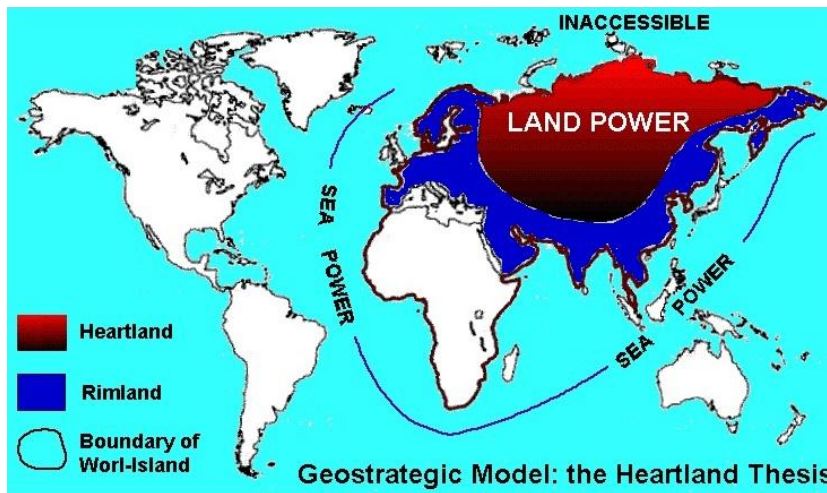 INACCESSIBLE
LAND POWER
SEA POWER
SEA POWER
Heartland
Rimland
Boundary of
Worl-Island
Geostrategic Model: the Heartland Thesis